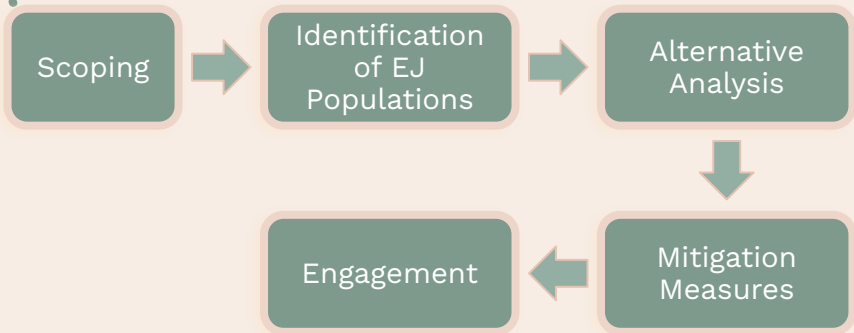 Scoping
Identification
of EJ
Populations
Alternative
Analysis
Mitigation
Measures
Engagement